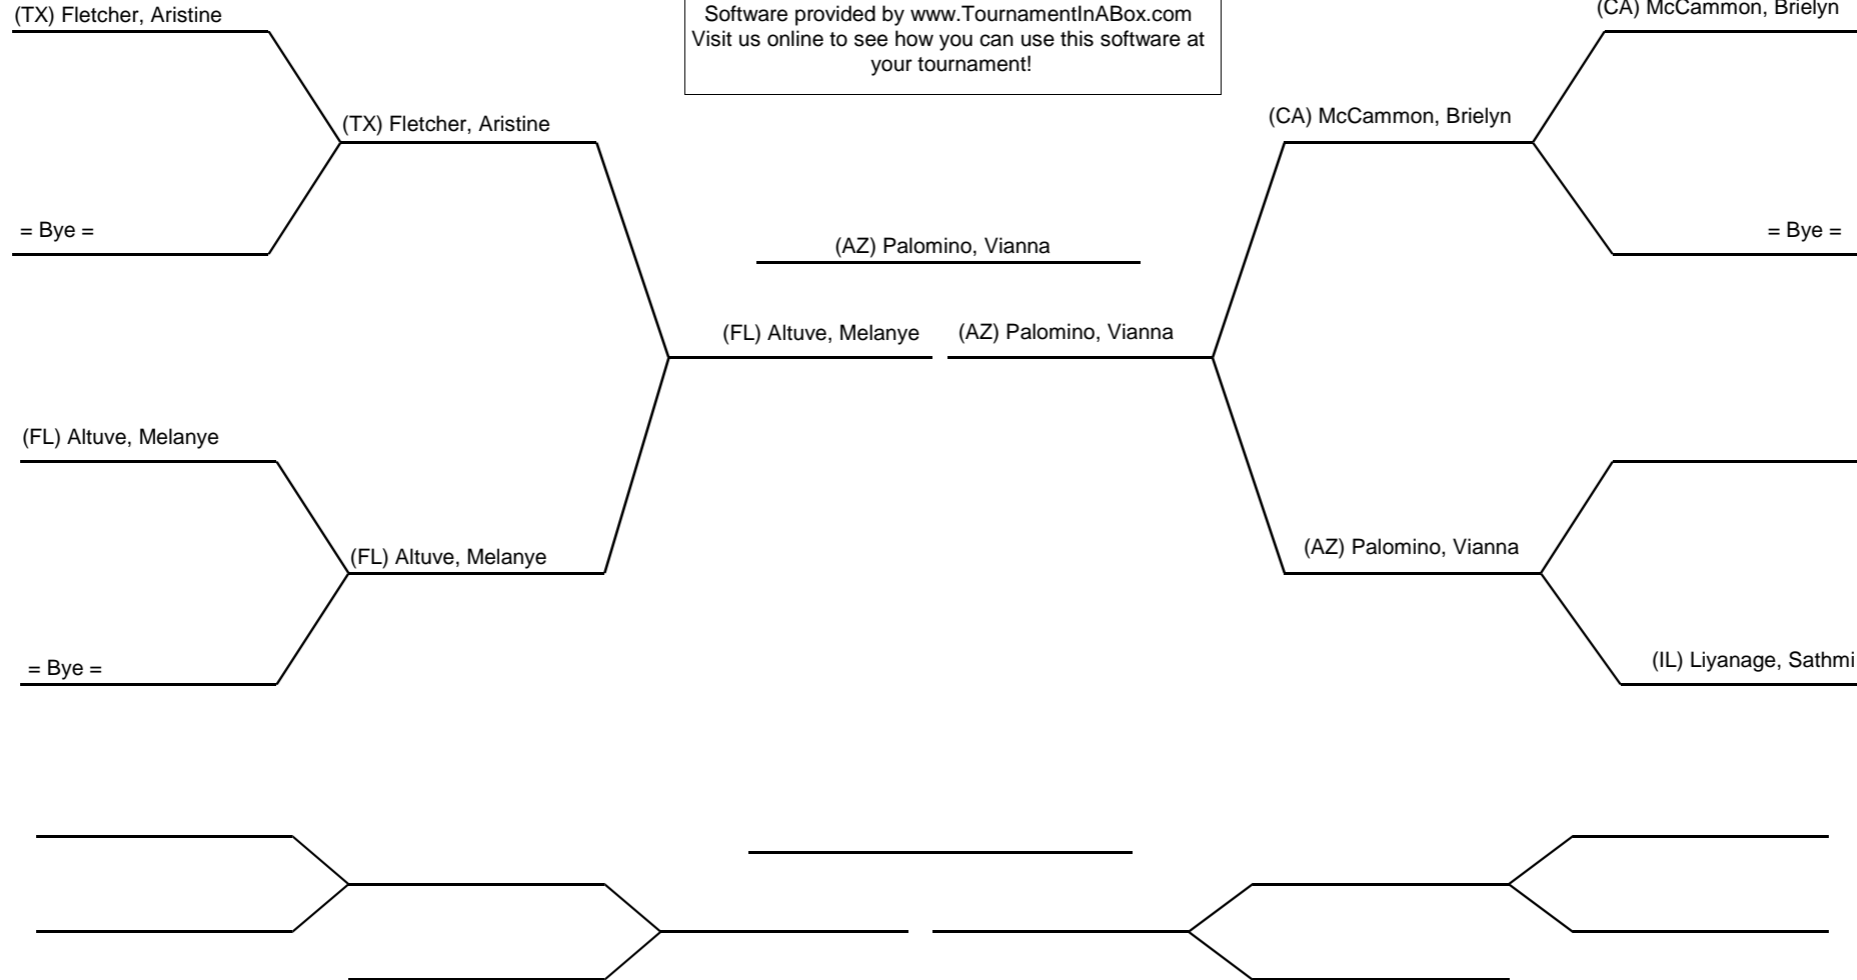 (TX) Fletcher, Aristine
Software provided by www.TournamentInABox.com
Visit us online to see how you can use this software at
your tournament!
(CA) McCammon, Brielyn
(TX) Fletcher, Aristine
(CA) McCammon, Brielyn
= Bye =
= Bye =
(AZ) Palomino, Vianna
(FL) Altuve, Melanye
(AZ) Palomino, Vianna
(FL) Altuve, Melanye
(FL) Altuve, Melanye
(AZ) Palomino, Vianna
= Bye =
(IL) Liyanage, Sathmi